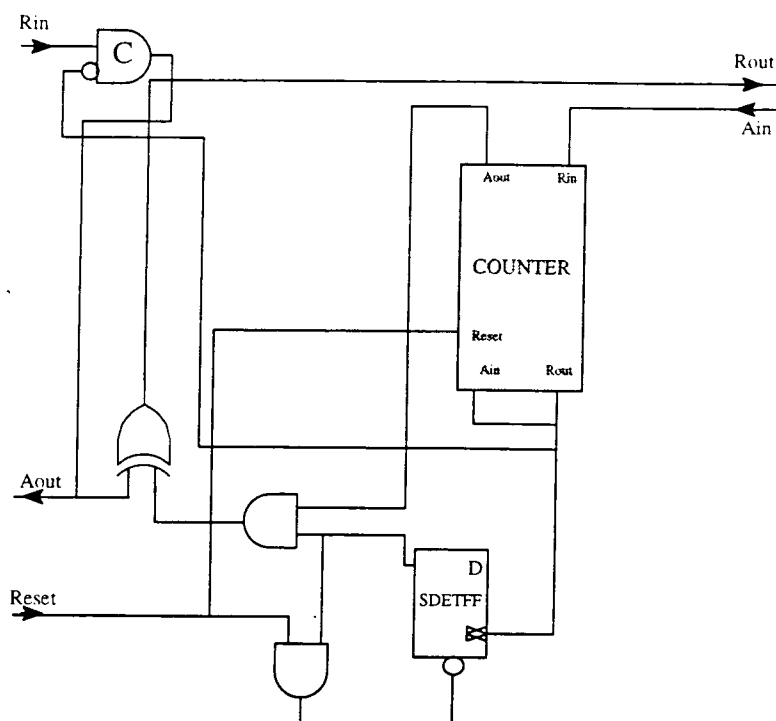 Rin
C
Rout
Ain
Aout Rin
COUNTER
Reset
Ain Rout
Aout
D
SDETFF
Reset